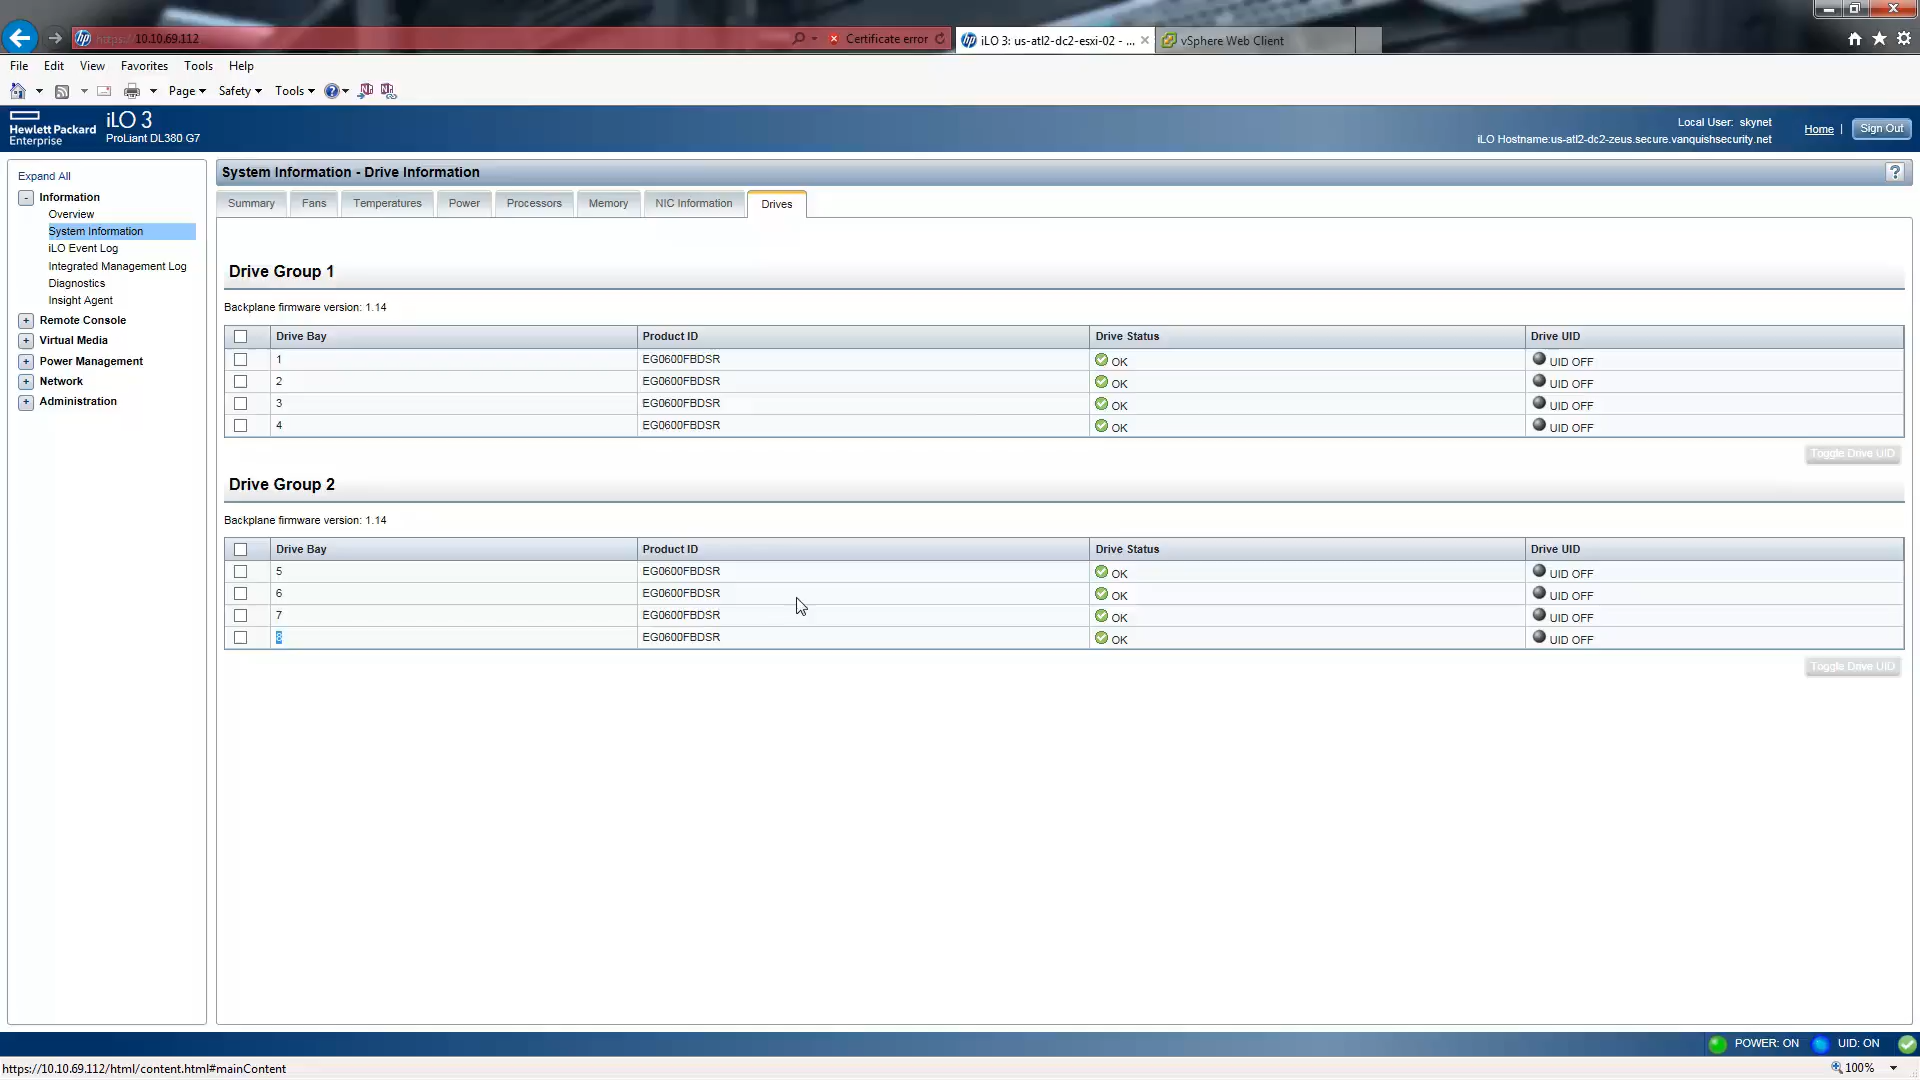 https://10.10.69.112
Certificate error
iLO 3: us-atl2-dc2-esxi-02 - ...
vSphere Web Client
File Edit View Favorites Tools Help
Page Safety Tools
Hewlett Packard
Enterprise
iLO 3
ProLiant DL380 G7
Local User: skynet
iLO Hostname:us-atl2-dc2-zeus.secure.vanquishsecurity.net
Home | Sign Out
Expand All
Information
Overview
System Information
iLO Event Log
Integrated Management Log
Diagnostics
Insight Agent
Remote Console
Virtual Media
Power Management
Network
Administration
System Information - Drive Information
?
Summary Fans Temperatures Power Processors Memory NIC Information Drives
Drive Group 1
Backplane firmware version: 1.14
Drive Bay Product ID Drive Status Drive UID
1 EG0600FBDSR OK UID OFF
2 EG0600FBDSR OK UID OFF
3 EG0600FBDSR OK UID OFF
4 EG0600FBDSR OK UID OFF
Toggle Drive UID
Drive Group 2
Backplane firmware version: 1.14
Drive Bay Product ID Drive Status Drive UID
5 EG0600FBDSR OK UID OFF
6 EG0600FBDSR OK UID OFF
7 EG0600FBDSR OK UID OFF
8 EG0600FBDSR OK UID OFF
Toggle Drive UID
POWER: ON UID: ON
https://10.10.69.112/html/content.html#mainContent
100%